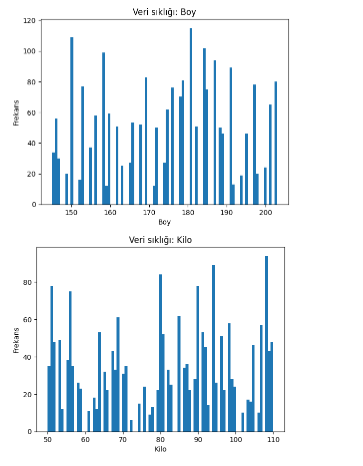 Veri sıklığı: Boy
120
100
80
60
40
20
0
Frekans
150 160 170 180 190 200
Boy
Veri sıklığı: Kilo
80
60
40
20
0
Frekans
50 60 70 80 90 100 110
Kilo